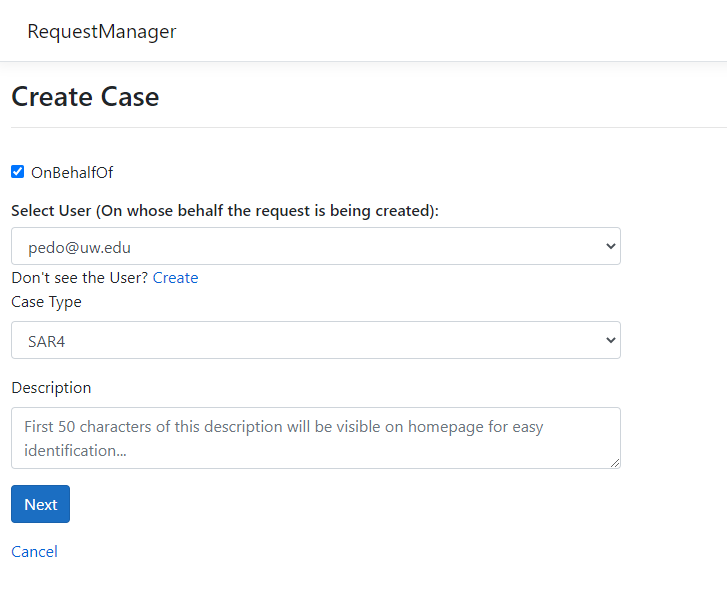 RequestManager
Create Case
OnBehalfOf
Select User (On whose behalf the request is being created):
pedo@uw.edu
Don't see the User? Create
Case Type
SAR4
Description
First 50 characters of this description will be visible on homepage for easy
identification...
Next
Cancel